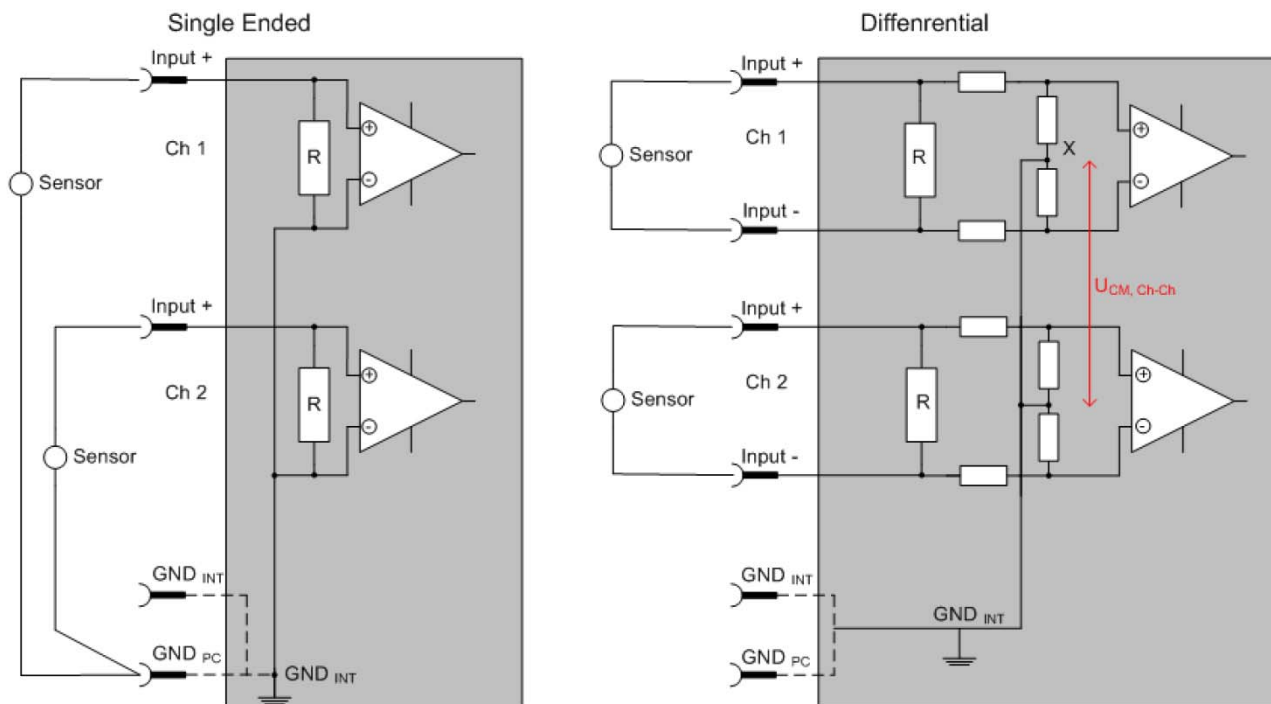 Single Ended
Input +
Ch 1
R
Sensor
Input +
Ch 2
R
Sensor
GND INT
GND PC
GND INT
Diffenrential
Input +
Ch 1
Sensor
R
X
Input -
UCM, Ch-Ch
Input +
Ch 2
Sensor
R
Input -
GND INT
GND INT
GND PC